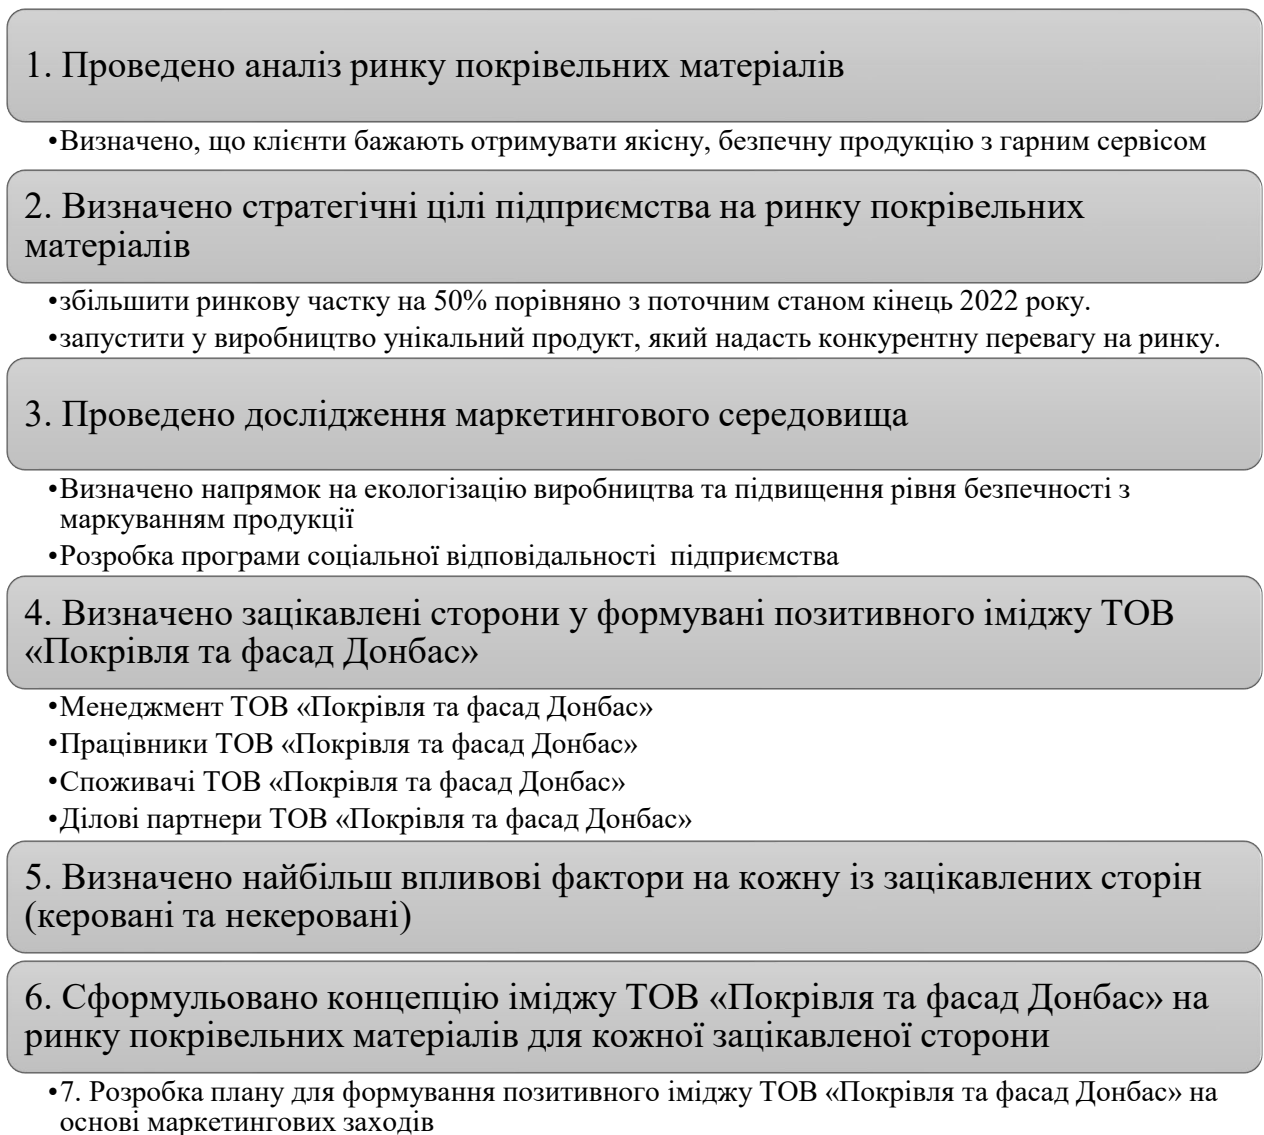 1. Проведено аналіз ринку покрівельних матеріалів
•Визначено, що клієнти бажають отримувати якісну, безпечну продукцію з гарним сервісом
2. Визначено стратегічні цілі підприємства на ринку покрівельних
матеріалів
•збільшити ринкову частку на 50% порівняно з поточним станом кінець 2022 року.
•запустити у виробництво унікальний продукт, який надасть конкурентну перевагу на ринку.
3. Проведено дослідження маркетингового середовища
•Визначено напрямок на екологізацію виробництва та підвищення рівня безпечності з
маркуванням продукції
•Розробка програми соціальної відповідальності  підприємства
4. Визначено зацікавлені сторони у формувані позитивного іміджу ТОВ
«Покрівля та фасад Донбас»
•Менеджмент ТОВ «Покрівля та фасад Донбас»
•Працівники ТОВ «Покрівля та фасад Донбас»
•Споживачі ТОВ «Покрівля та фасад Донбас»
•Ділові партнери ТОВ «Покрівля та фасад Донбас»
5. Визначено найбільш впливові фактори на кожну із зацікавлених сторін
(керовані та некеровані)
6. Сформульовано концепцію іміджу ТОВ «Покрівля та фасад Донбас» на
ринку покрівельних матеріалів для кожної зацікавленої сторони
•7. Розробка плану для формування позитивного іміджу ТОВ «Покрівля та фасад Донбас» на
основі маркетингових заходів